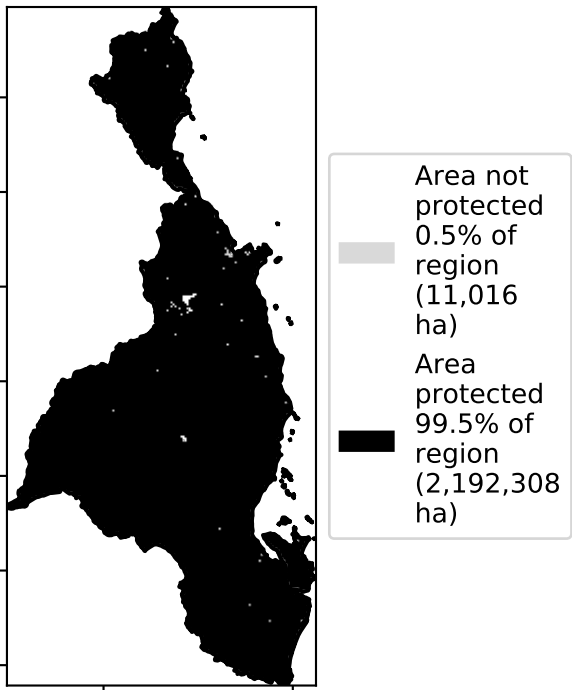 Area not
protected
0.5% of
region
(11,016
ha)
Area
protected
99.5% of
region
(2,192,308
ha)